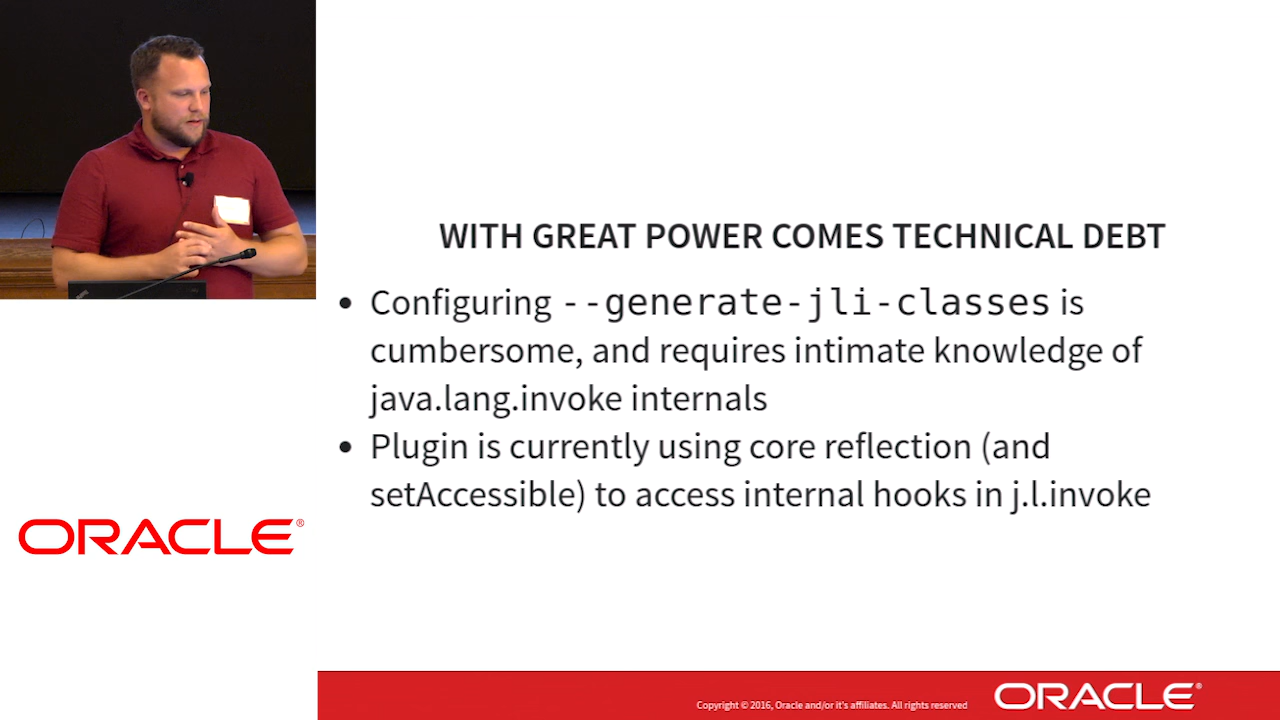 WITH GREAT POWER COMES TECHNICAL DEBT
• Configuring --generate-jli-classes is
cumbersome, and requires intimate knowledge of
java.lang.invoke internals
• Plugin is currently using core reflection (and
setAccessible) to access internal hooks in j.l.invoke
ORACLE®
Copyright © 2016, Oracle and/or it's affiliates. All rights reserved
ORACLE®